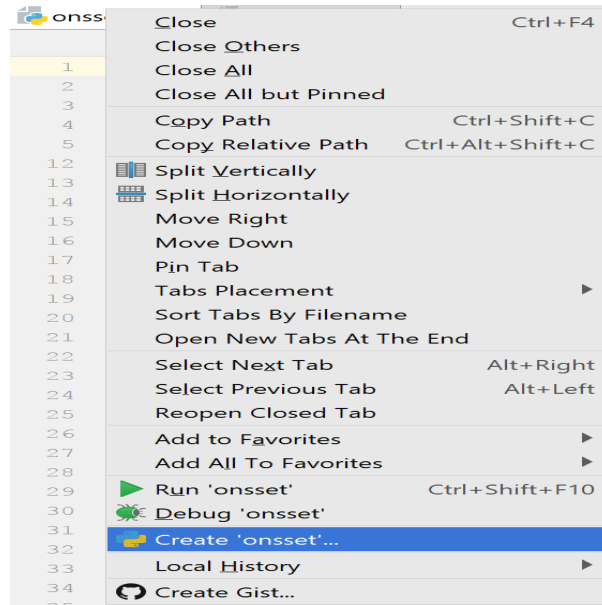 onss
Close Ctrl+F4
Close Others
Close All
Close All but Pinned
Copy Path Ctrl+Shift+C
Copy Relative Path Ctrl+Alt+Shift+C
Split Vertically
Split Horizontally
Move Right
Move Down
Pin Tab
Tabs Placement
Sort Tabs By Filename
Open New Tabs At The End
Select Next Tab Alt+Right
Select Previous Tab Alt+Left
Reopen Closed Tab
Add to Favorites
Add All To Favorites
Run 'onsset' Ctrl+Shift+F10
Debug 'onsset'
Create 'onsset'...
Local History
Create Gist...
1
2
3
4
5
12
13
14
15
16
17
18
19
20
21
22
23
24
25
26
27
28
29
30
31
32
33
34